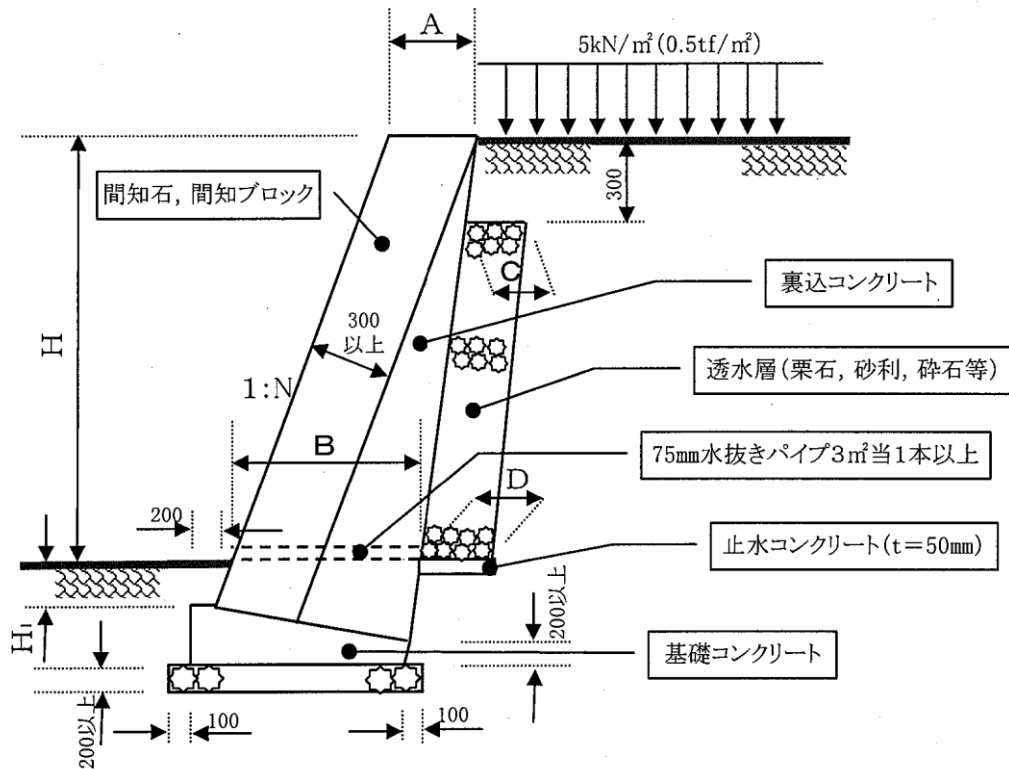 A
5kN/㎡(0.5tf/㎡)
300
間知石, 間知ブロック
C
裏込コンクリート
H
300
以上
1:N
透水層(栗石, 砂利, 砕石等)
B
75㎜水抜きパイプ3㎡当1本以上
D
200
止水コンクリート(t=50㎜)
H₁
200以上
基礎コンクリート
200以上
100
100